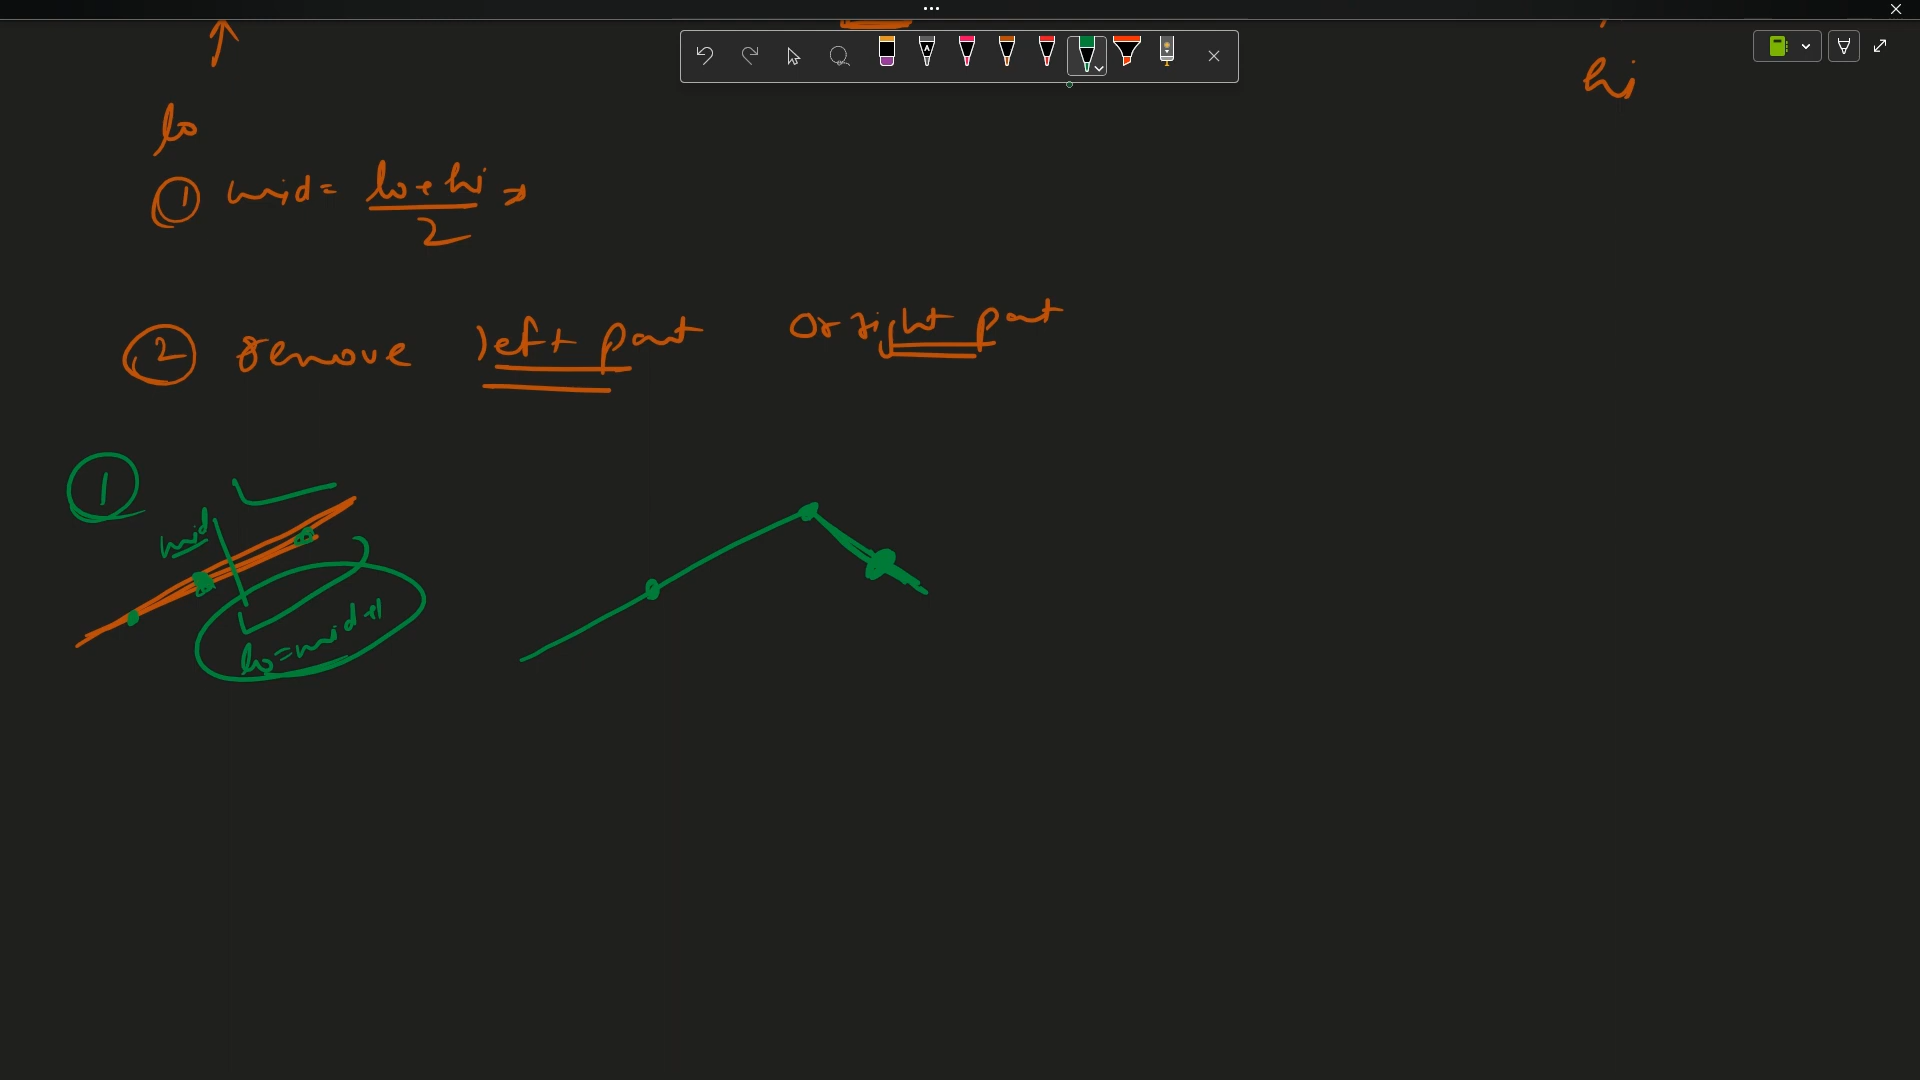 hi
lo
① mid = lo + hi / 2 ⇒
② remove left part or right part
①
mid
lo = mid + 1